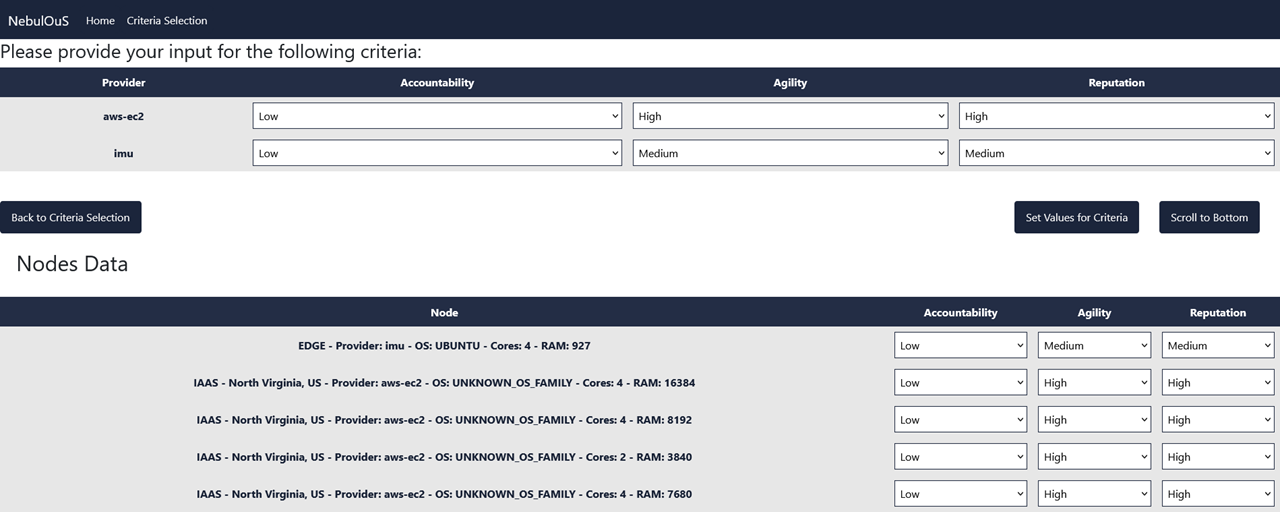 NebulOuS Home Criteria Selection
Please provide your input for the following criteria:
Provider Accountability Agility Reputation
aws-ec2 Low High High
imu Low Medium Medium
Back to Criteria Selection Set Values for Criteria Scroll to Bottom
Nodes Data
Node Accountability Agility Reputation
EDGE - Provider: imu - OS: UBUNTU - Cores: 4 - RAM: 927 Low Medium Medium
IAAS - North Virginia, US - Provider: aws-ec2 - OS: UNKNOWN_OS_FAMILY - Cores: 4 - RAM: 16384 Low High High
IAAS - North Virginia, US - Provider: aws-ec2 - OS: UNKNOWN_OS_FAMILY - Cores: 4 - RAM: 8192 Low High High
IAAS - North Virginia, US - Provider: aws-ec2 - OS: UNKNOWN_OS_FAMILY - Cores: 2 - RAM: 3840 Low High High
IAAS - North Virginia, US - Provider: aws-ec2 - OS: UNKNOWN_OS_FAMILY - Cores: 4 - RAM: 7680 Low High High